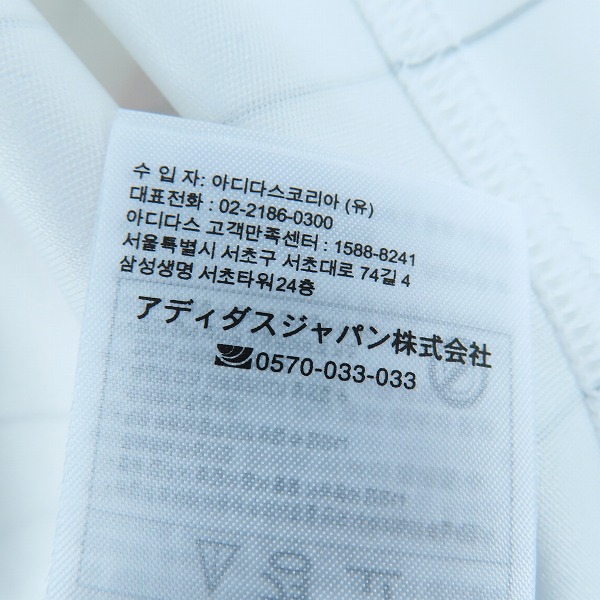 수 입 자: 아디다스코리아 (유)
대표전화 : 02-2186-0300
아디다스 고객만족센터 : 1588-8241
서울특별시 서초구 서초대로 74길 4
삼성생명 서초타워24층
アディダスジャパン株式会社
0570-033-033